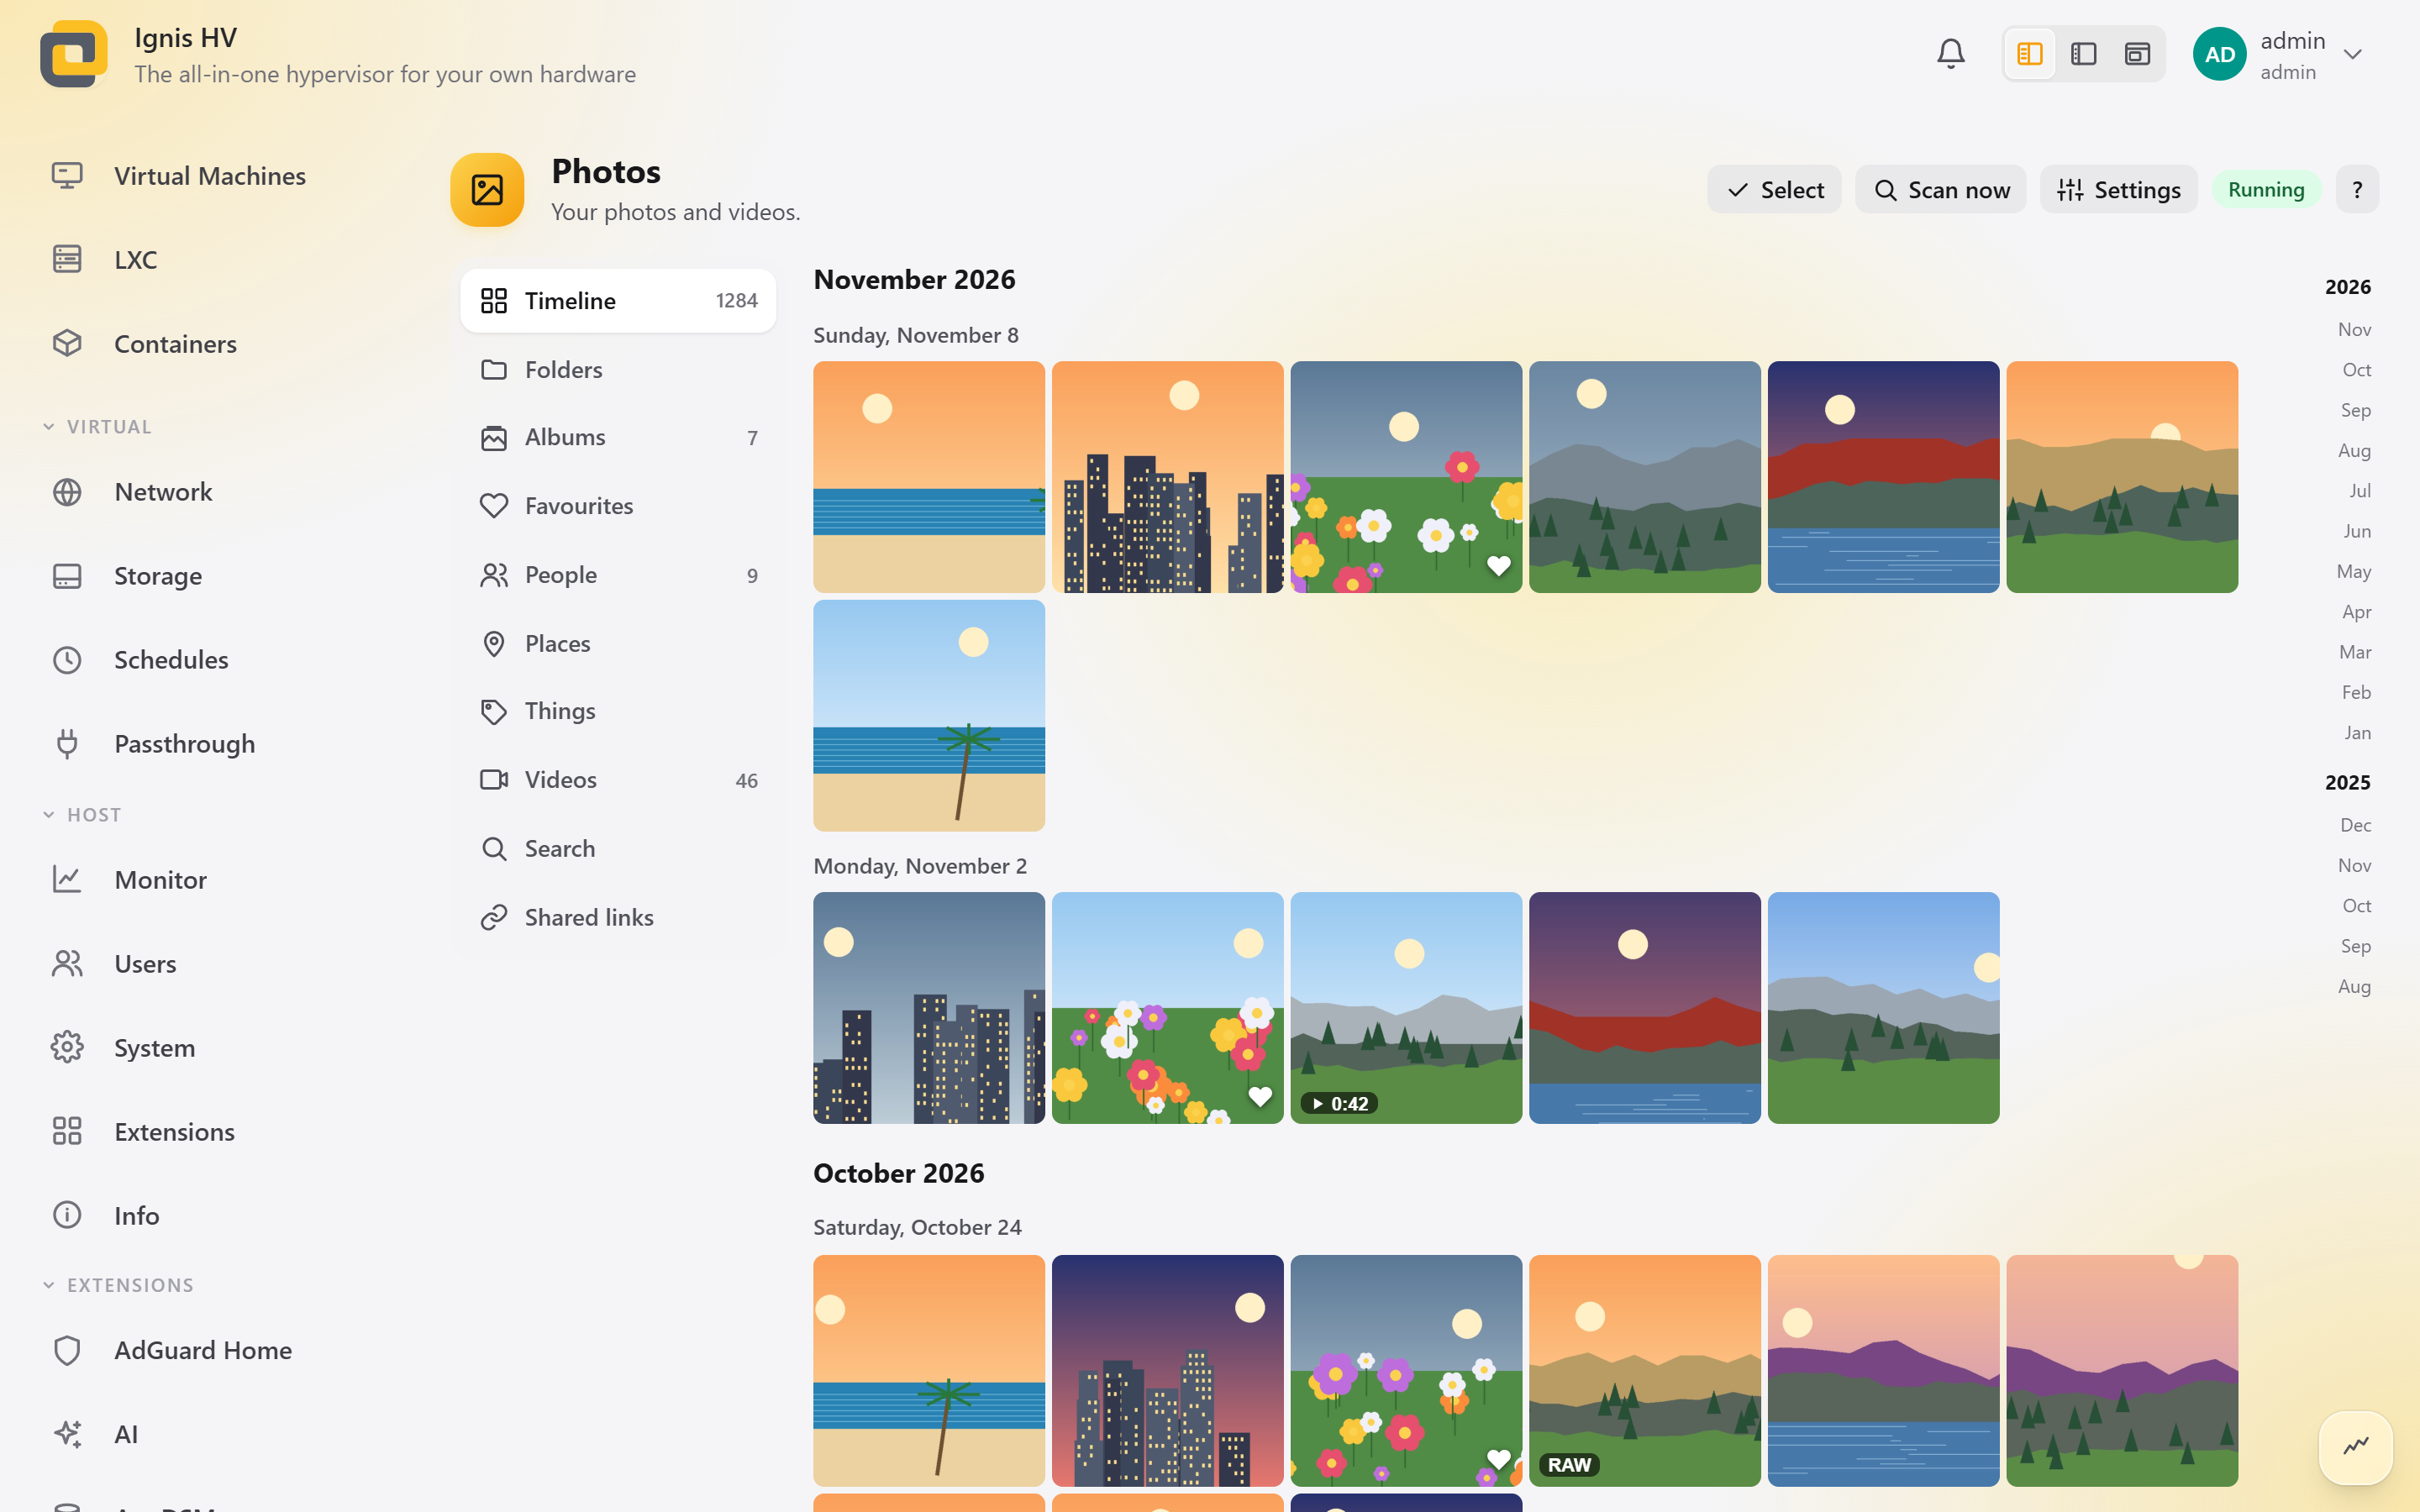 Ignis HV
The all-in-one hypervisor for your own hardware
AD
admin
admin
Virtual Machines
LXC
Containers
VIRTUAL
Network
Storage
Schedules
Passthrough
HOST
Monitor
Users
System
Extensions
Info
EXTENSIONS
AdGuard Home
AI
Photos
Your photos and videos.
Select
Scan now
Settings
Running
?
Timeline 1284
Folders
Albums 7
Favourites
People 9
Places
Things
Videos 46
Search
Shared links
November 2026
Sunday, November 8
Monday, November 2
0:42
October 2026
Saturday, October 24
RAW
2026
Nov
Oct
Sep
Aug
Jul
Jun
May
Apr
Mar
Feb
Jan
2025
Dec
Nov
Oct
Sep
Aug